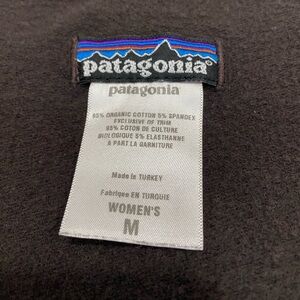 patagonia®
patagonia
95% ORGANIC COTTON 5% SPANDEX
EXCLUSIVE OF TRIM
95% COTON DE CULTURE
BIOLOGIQUE 5% ELASTHANNE
A PART LA GARNITURE
Made in TURKEY
Fabriqué EN TURQUIE
WOMEN'S
M